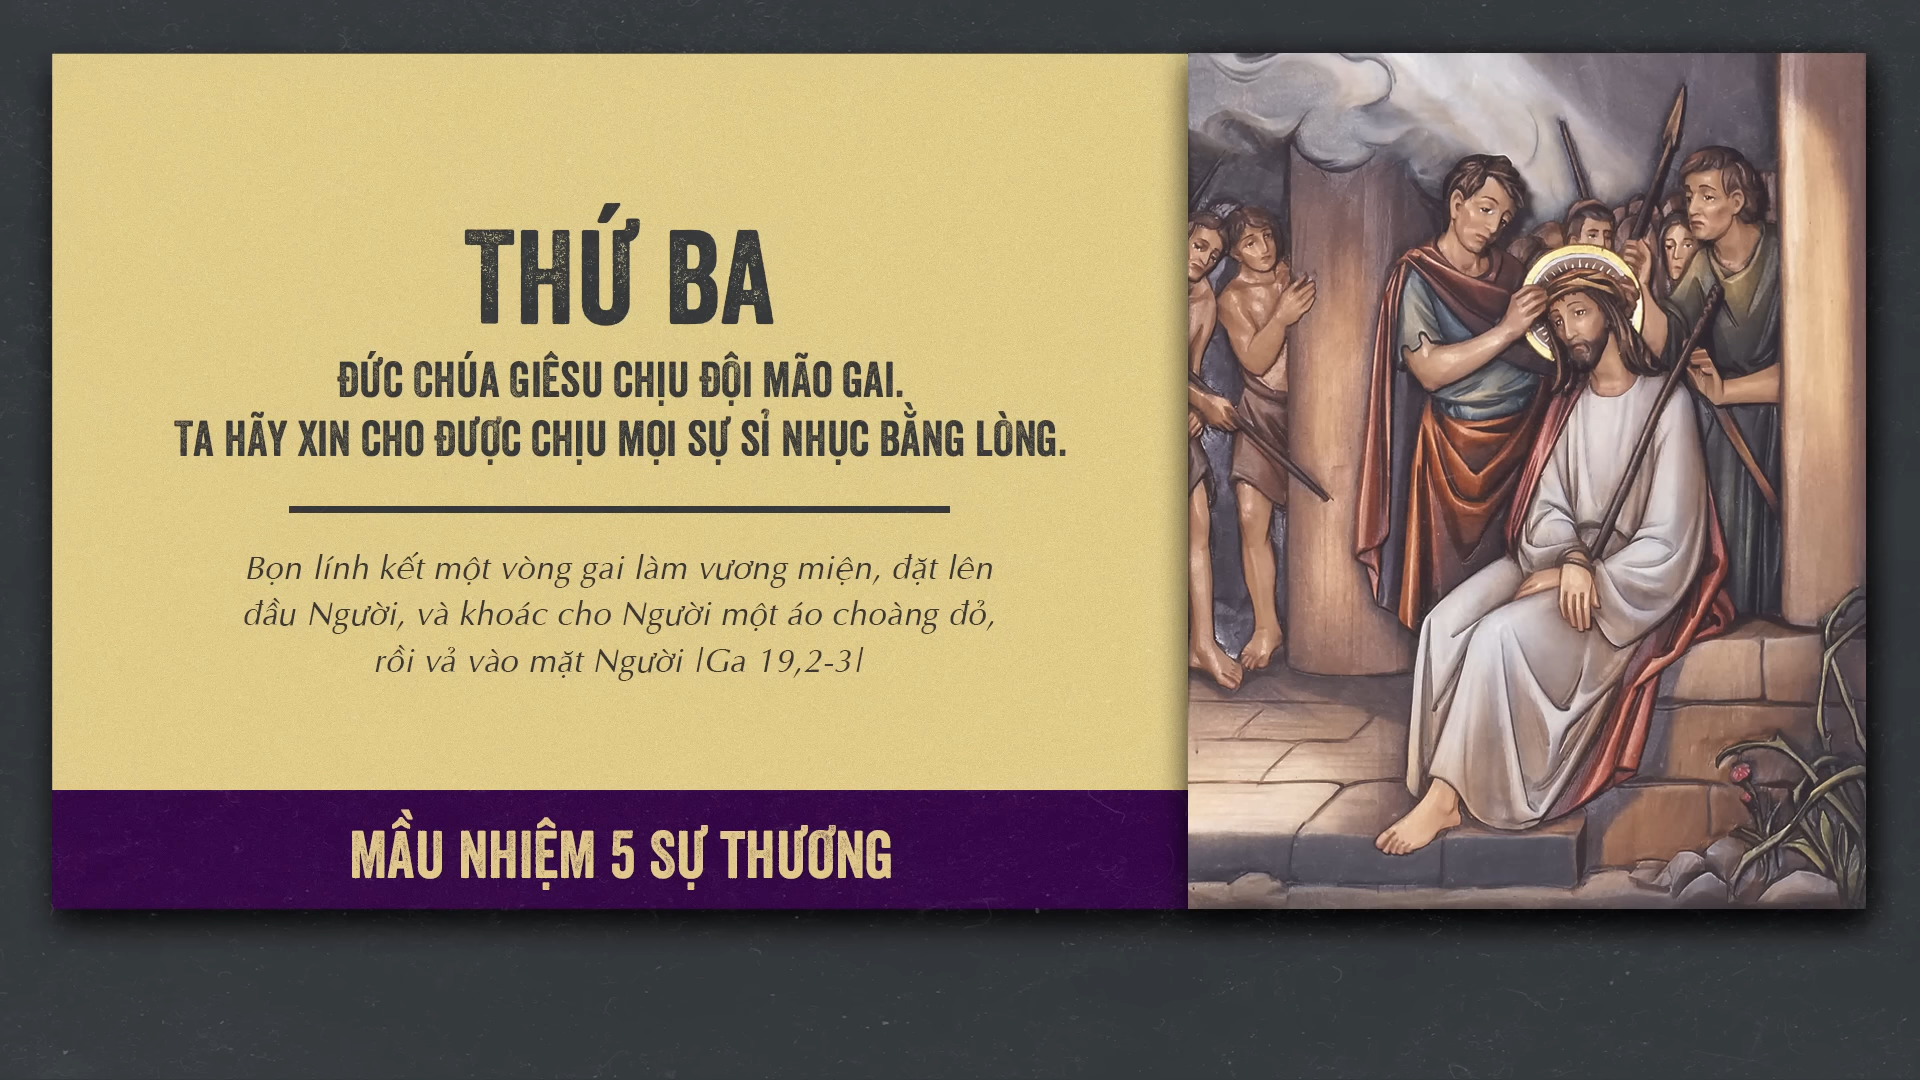 THỨ BA
ĐỨC CHÚA GIÊSU CHỊU ĐỘI MÃO GAI.
TA HÃY XIN CHO ĐƯỢC CHỊU MỌI SỰ SỈ NHỤC BẰNG LÒNG.
Bọn lính kết một vòng gai làm vương miện, đặt lên
đầu Người, và khoác cho Người một áo choàng đỏ,
rồi vả vào mặt Người |Ga 19,2-3|
MẦU NHIỆM 5 SỰ THƯƠNG